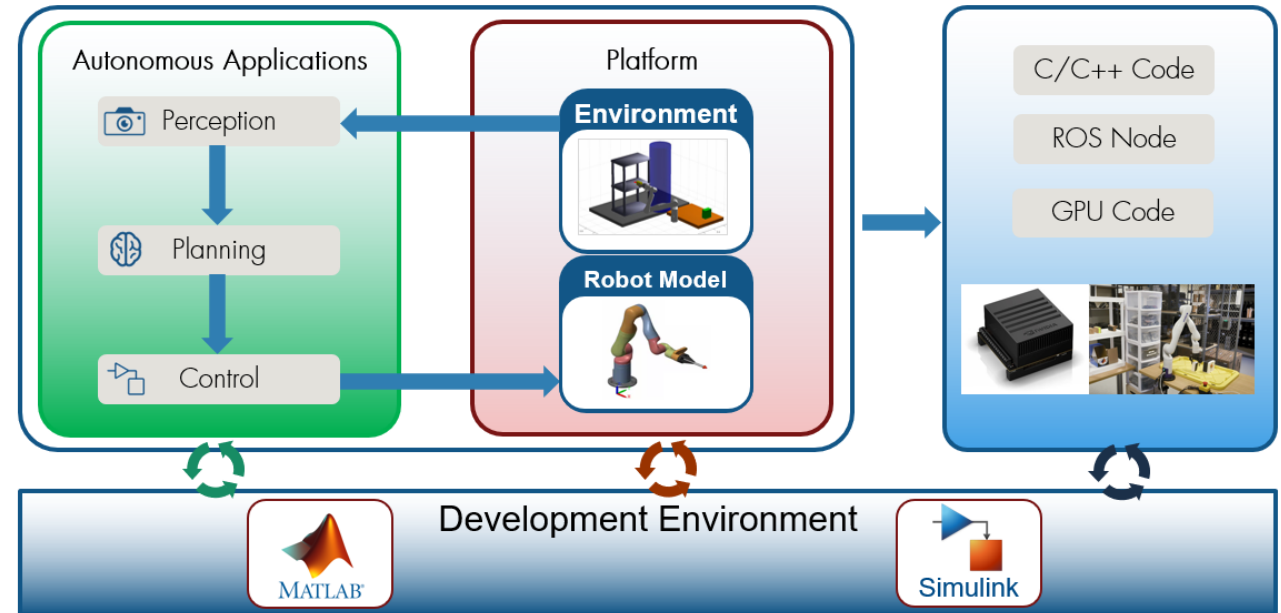 Autonomous Applications
Perception
Planning
Control
Platform
Environment
Robot Model
C/C++ Code
ROS Node
GPU Code
Development Environment
MATLAB®
Simulink